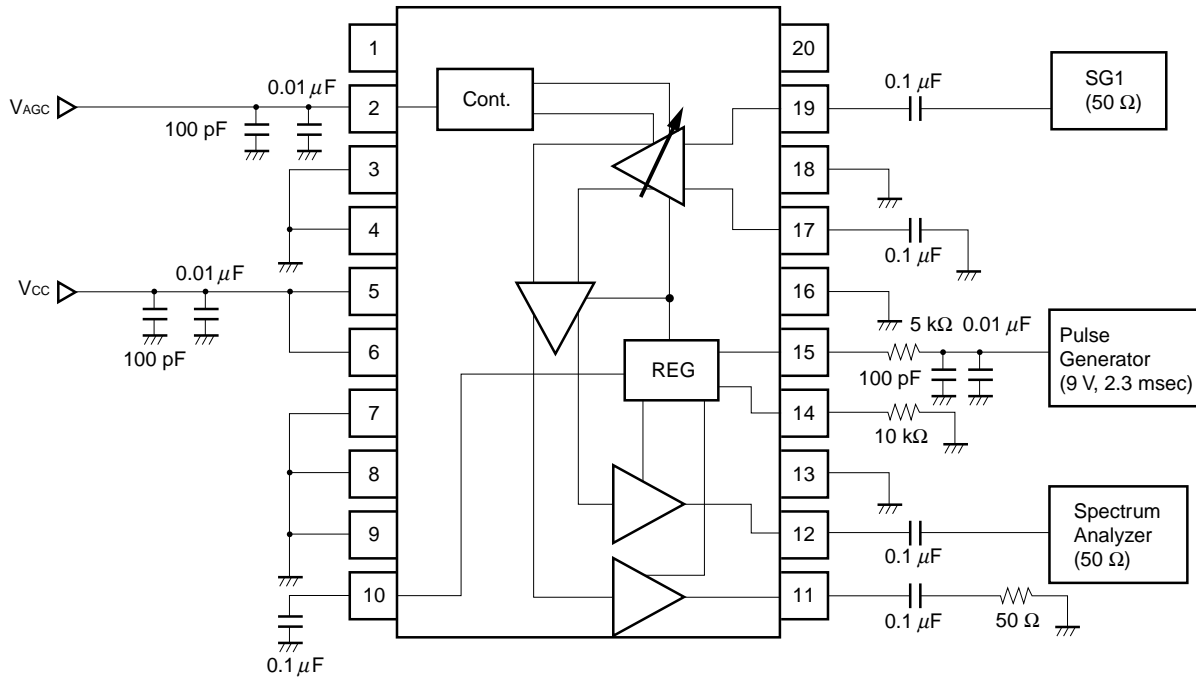 1
20
VAGC
0.01 μF
100 pF
2
Cont.
19
0.1 μF
SG1
(50 Ω)
3
18
4
17
0.1 μF
VCC
0.01 μF
100 pF
5
16
6
REG
15
5 kΩ
0.01 μF
100 pF
Pulse
Generator
(9 V, 2.3 msec)
7
14
10 kΩ
8
13
9
12
0.1 μF
Spectrum
Analyzer
(50 Ω)
10
0.1 μF
11
0.1 μF
50 Ω